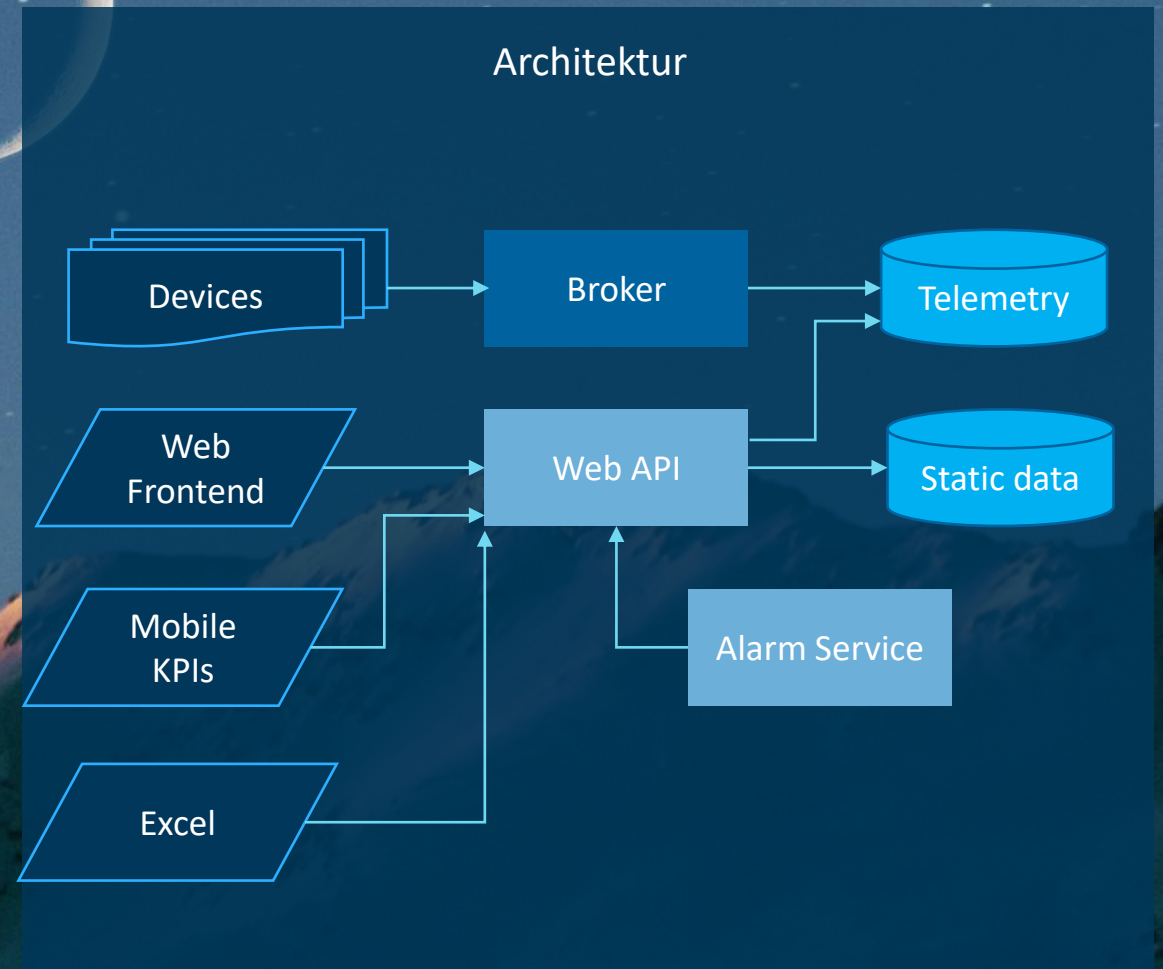 Architektur
Devices
Broker
Telemetry
Web
Frontend
Web API
Static data
Mobile
KPIs
Alarm Service
Excel